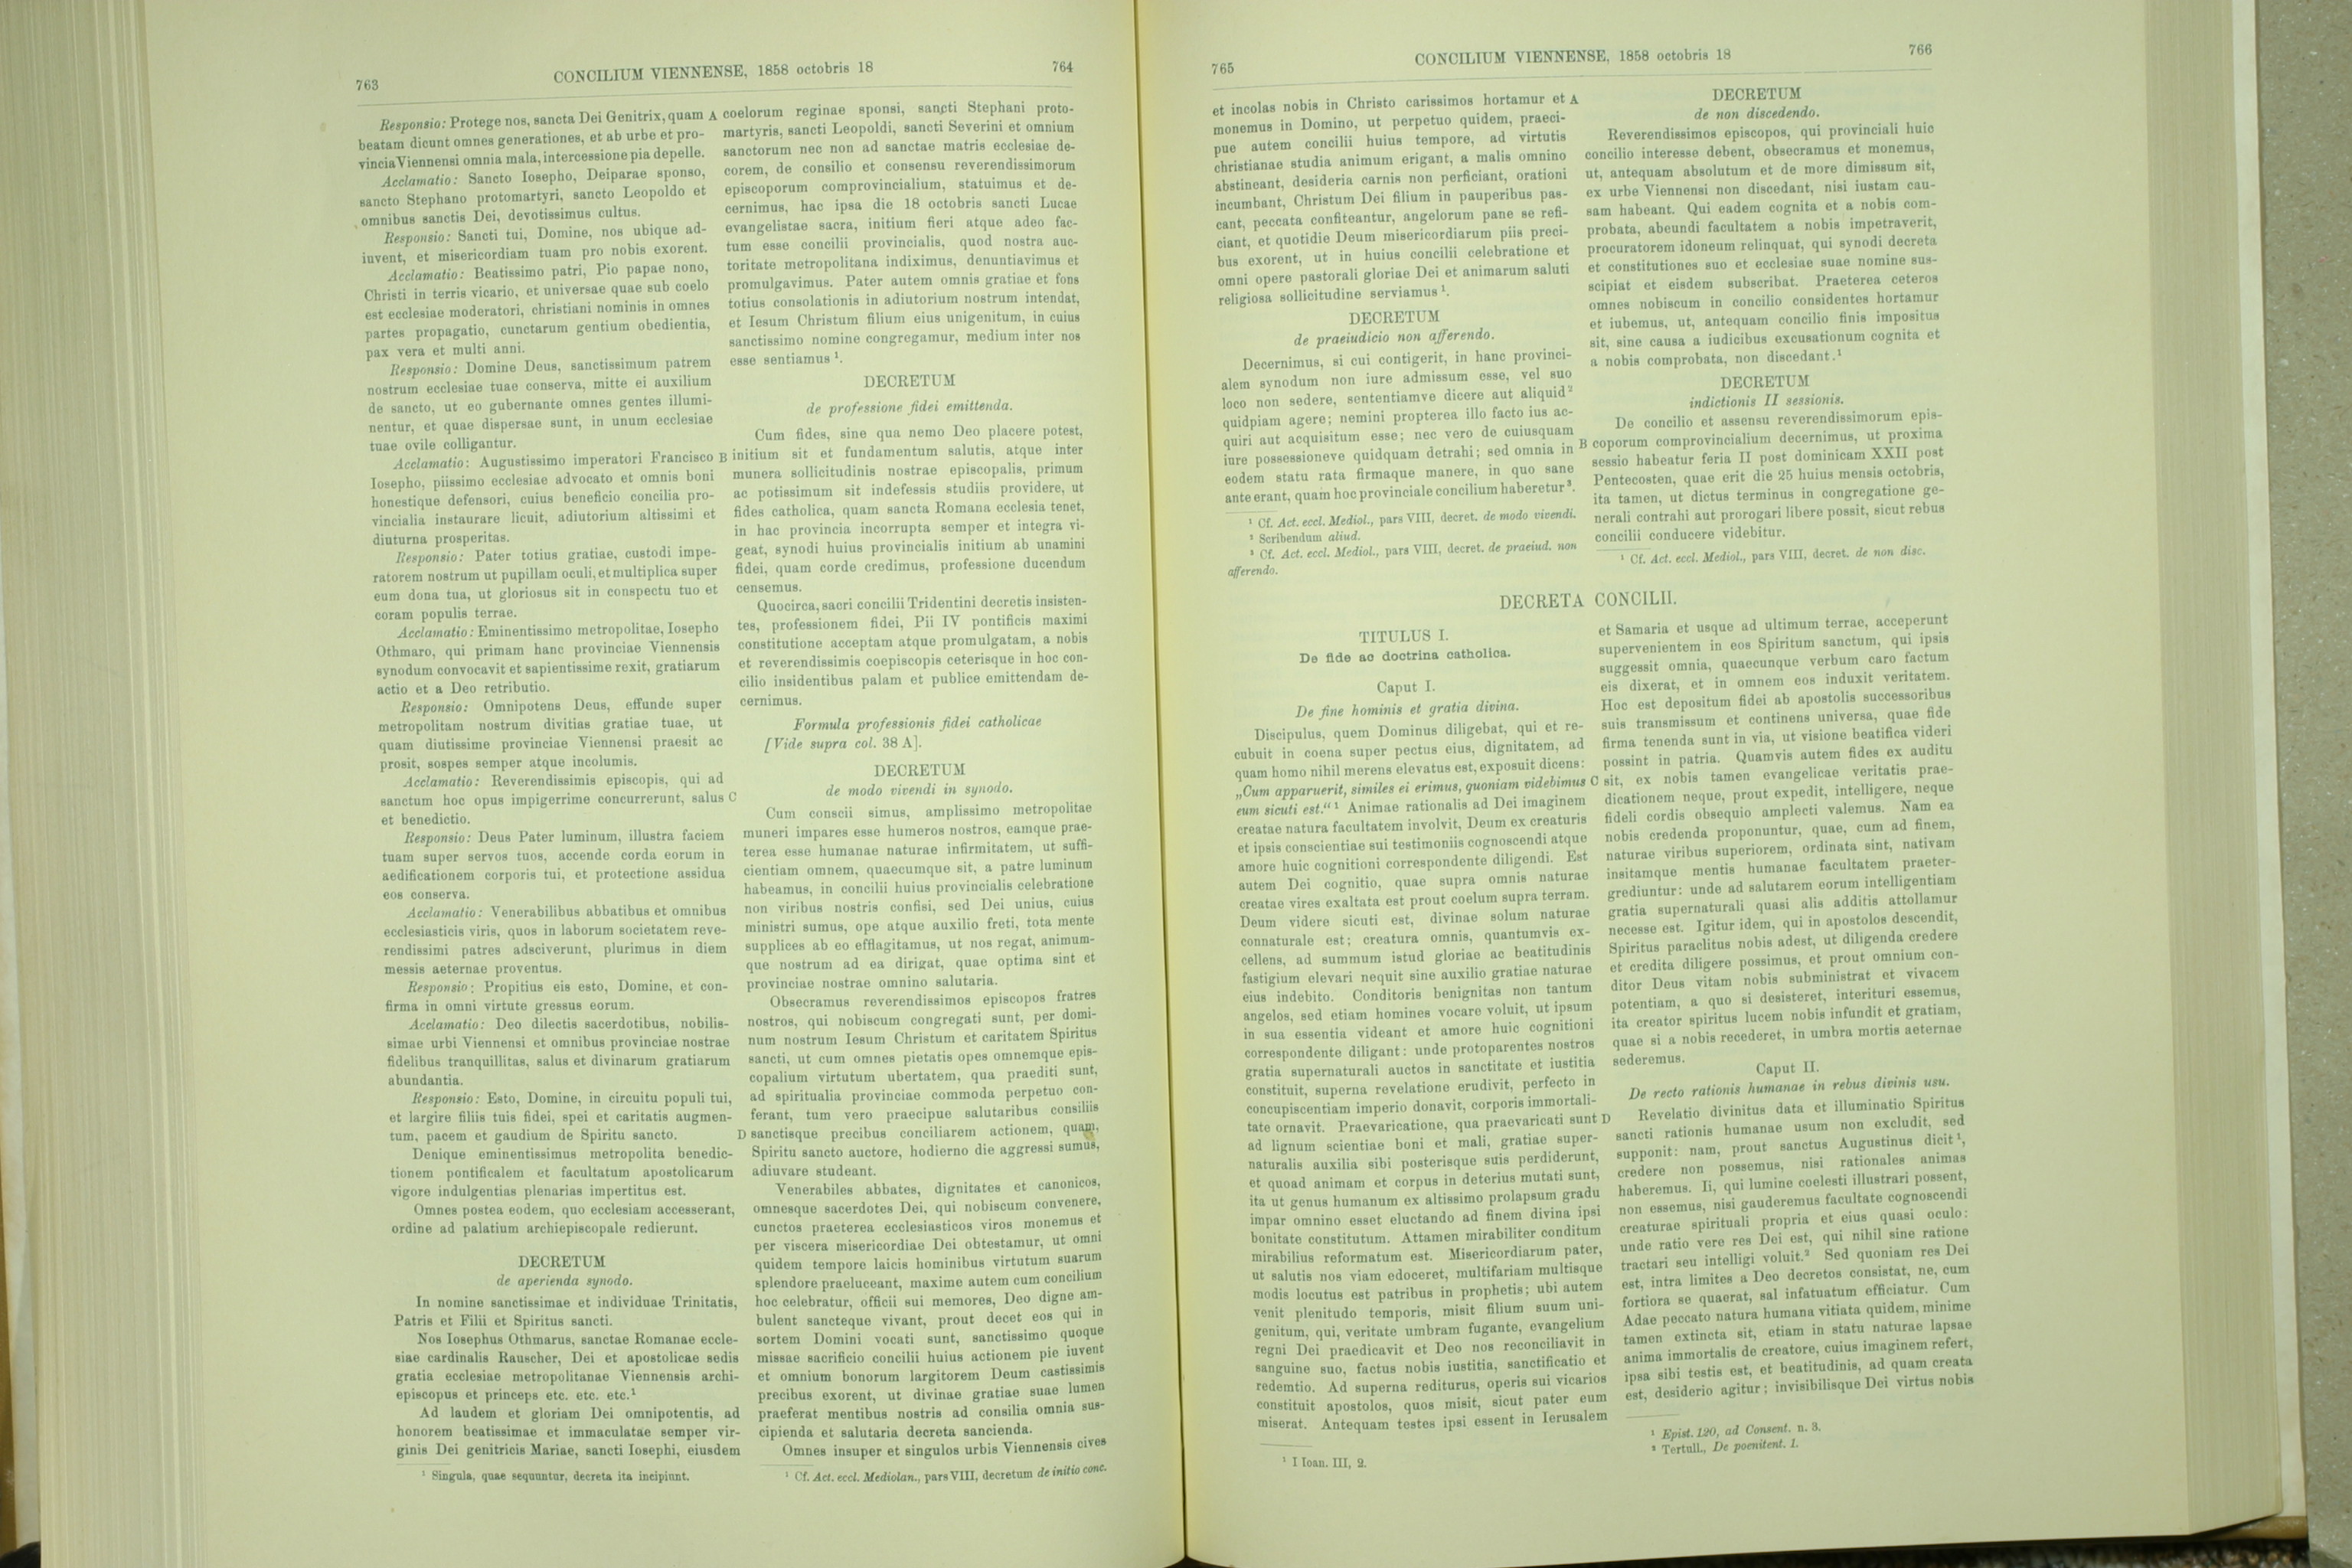 763
CONCILIUM VIENNENSE, 1858 octobris 18
764
Responsio: Protege nos, sancta Dei Genitrix, quam A
beatam dicunt omnes generationes, et ab urbe et pro-
vincia Viennensi omnia mala, intercessione pia depelle.
Acclamatio: Sancto Iosepho, Deiparae sponso,
sancto Stephano protomartyri, sancto Leopoldo et
omnibus sanctis Dei, devotissimus cultus.
Responsio: Sancti tui, Domine, nos ubique ad-
iuvent, et misericordiam tuam pro nobis exorent.
Acclamatio: Beatissimo patri, Pio papae nono,
Christi in terris vicario, et universae quae sub coelo
est ecclesiae moderatori, christiani nominis in omnes
partes propagatio, cunctarum gentium obedientia,
pax vera et multi anni.
Responsio: Domine Deus, sanctissimum patrem
nostrum ecclesiae tuae conserva, mitte ei auxilium
de sancto, ut eo gubernante omnes gentes illumi-
nentur, et quae dispersae sunt, in unum ecclesiae
tuae ovile colligantur.
Acclamatio: Augustissimo imperatori Francisco B
Iosepho, piissimo ecclesiae advocato et omnis boni
honestique defensori, cuius beneficio concilia pro-
vincialia instaurare licuit, adiutorium altissimi et
diuturna prosperitas.
Responsio: Pater totius gratiae, custodi impe-
ratorem nostrum ut pupillam oculi, et multiplica super
eum dona tua, ut gloriosus sit in conspectu tuo et
coram populis terrae.
Acclamatio: Eminentissimo metropolitae, Iosepho
Othmaro, qui primam hanc provinciae Viennensis
synodum convocavit et sapientissime rexit, gratiarum
actio et a Deo retributio.
Responsio: Omnipotens Deus, effunde super
metropolitam nostrum divitias gratiae tuae, ut
quam diutissime provinciae Viennensi praesit ac
prosit, sospes semper atque incolumis.
Acclamatio: Reverendissimis episcopis, qui ad
sanctum hoc opus impigerrime concurrerunt, salus C
et benedictio.
Responsio: Deus Pater luminum, illustra faciem
tuam super servos tuos, accende corda eorum in
aedificationem corporis tui, et protectione assidua
eos conserva.
Acclamatio: Venerabilibus abbatibus et omnibus
ecclesiasticis viris, quos in laborum societatem reve-
rendissimi patres adsciverunt, plurimus in diem
messis aeternae proventus.
Responsio: Propitius eis esto, Domine, et con-
firma in omni virtute gressus eorum.
Acclamatio: Deo dilectis sacerdotibus, nobilis-
simae urbi Viennensi et omnibus provinciae nostrae
fidelibus tranquillitas, salus et divinarum gratiarum
abundantia.
Responsio: Esto, Domine, in circuitu populi tui,
et largire filiis tuis fidei, spei et caritatis augmen-
tum, pacem et gaudium de Spiritu sancto. D
Denique eminentissimus metropolita benedic-
tionem pontificalem et facultatum apostolicarum
vigore indulgentias plenarias impertitus est.
Omnes postea eodem, quo ecclesiam accesserant,
ordine ad palatium archiepiscopale redierunt.
DECRETUM
de aperienda synodo.
In nomine sanctissimae et individuae Trinitatis,
Patris et Filii et Spiritus sancti.
Nos Iosephus Othmarus, sanctae Romanae eccle-
siae cardinalis Rauscher, Dei et apostolicae sedis
gratia ecclesiae metropolitanae Viennensis archi-
episcopus et princeps etc. etc. etc.¹
Ad laudem et gloriam Dei omnipotentis, ad
honorem beatissimae et immaculatae semper vir-
ginis Dei genitricis Mariae, sancti Iosephi, eiusdem
¹ Singula, quae sequuntur, decreta ita incipiunt.
coelorum reginae sponsi, sancti Stephani proto-
martyris, sancti Leopoldi, sancti Severini et omnium
sanctorum nec non ad sanctae matris ecclesiae de-
corem, de consilio et consensu reverendissimorum
episcoporum comprovincialium, statuimus et de-
cernimus, hac ipsa die 18 octobris sancti Lucae
evangelistae sacra, initium fieri atque adeo fac-
tum esse concilii provincialis, quod nostra auc-
toritate metropolitana indiximus, denuntiavimus et
promulgavimus. Pater autem omnis gratiae et fons
totius consolationis in adiutorium nostrum intendat,
et Iesum Christum filium eius unigenitum, in cuius
sanctissimo nomine congregamur, medium inter nos
esse sentiamus ¹.
DECRETUM
de professione fidei emittenda.
Cum fides, sine qua nemo Deo placere potest,
initium sit et fundamentum salutis, atque inter
munera sollicitudinis nostrae episcopalis, primum
ac potissimum sit indefessis studiis providere, ut
fides catholica, quam sancta Romana ecclesia tenet,
in hac provincia incorrupta semper et integra vi-
geat, synodi huius provincialis initium ab unamini
fidei, quam corde credimus, professione ducendum
censemus.
Quocirca, sacri concilii Tridentini decretis insisten-
tes, professionem fidei, Pii IV pontificis maximi
constitutione acceptam atque promulgatam, a nobis
et reverendissimis coepiscopis ceterisque in hoc con-
cilio insidentibus palam et publice emittendam de-
cernimus.
Formula professionis fidei catholicae
[Vide supra col. 38 A].
DECRETUM
de modo vivendi in synodo.
Cum conscii simus, amplissimo metropolitae
muneri impares esse humeros nostros, eamque prae-
terea esse humanae naturae infirmitatem, ut suffi-
cientiam omnem, quaecumque sit, a patre luminum
habeamus, in concilii huius provincialis celebratione
non viribus nostris confisi, sed Dei unius, cuius
ministri sumus, ope atque auxilio freti, tota mente
supplices ab eo efflagitamus, ut nos regat, animum-
que nostrum ad ea dirigat, quae optima sint et
provinciae nostrae omnino salutaria.
Obsecramus reverendissimos episcopos fratres
nostros, qui nobiscum congregati sunt, per domi-
num nostrum Iesum Christum et caritatem Spiritus
sancti, ut cum omnes pietatis opes omnemque epis-
copalium virtutum ubertatem, qua praediti sunt,
ad spiritualia provinciae commoda perpetuo con-
ferant, tum vero praecipue salutaribus consiliis
sanctisque precibus conciliarem actionem, quam,
Spiritu sancto auctore, hodierno die aggressi sumus,
adiuvare studeant.
Venerabiles abbates, dignitates et canonicos,
omnesque sacerdotes Dei, qui nobiscum convenere,
cunctos praeterea ecclesiasticos viros monemus et
per viscera misericordiae Dei obtestamur, ut omni
quidem tempore laicis hominibus virtutum suarum
splendore praeluceant, maxime autem cum concilium
hoc celebratur, officii sui memores, Deo digne am-
bulent sancteque vivant, prout decet eos qui in
sortem Domini vocati sunt, sanctissimo quoque
missae sacrificio concilii huius actionem pie iuvent
et omnium bonorum largitorem Deum castissimis
precibus exorent, ut divinae gratiae suae lumen
praeferat mentibus nostris ad consilia omnia sus-
cipienda et salutaria decreta sancienda.
Omnes insuper et singulos urbis Viennensis cives
¹ Cf. Act. eccl. Mediolan., pars VIII, decretum de initio conc.
765
CONCILIUM VIENNENSE, 1858 octobris 18
766
et incolas nobis in Christo carissimos hortamur et A
monemus in Domino, ut perpetuo quidem, praeci-
pue autem concilii huius tempore, ad virtutis
christianae studia animum erigant, a malis omnino
abstineant, desideria carnis non perficiant, orationi
incumbant, Christum Dei filium in pauperibus pas-
cant, peccata confiteantur, angelorum pane se refi-
ciant, et quotidie Deum misericordiarum piis preci-
bus exorent, ut in huius concilii celebratione et
omni opere pastorali gloriae Dei et animarum saluti
religiosa sollicitudine serviamus ¹.
DECRETUM
de praeiudicio non afferendo.
Decernimus, si cui contigerit, in hanc provinci-
alem synodum non iure admissum esse, vel suo
loco non sedere, sententiamve dicere aut aliquid²
quidpiam agere; nemini propterea illo facto ius ac-
quiri aut acquisitum esse; nec vero de cuiusquam
iure possessioneve quidquam detrahi; sed omnia in B
eodem statu rata firmaque manere, in quo sane
ante erant, quam hoc provinciale concilium haberetur³.
¹ Cf. Act. eccl. Mediol., pars VIII, decret. de modo vivendi.
² Scribendum aliud.
³ Cf. Act. eccl. Mediol., pars VIII, decret. de praeiud. non
afferendo.
DECRETUM
de non discedendo.
Reverendissimos episcopos, qui provinciali huic
concilio interesse debent, obsecramus et monemus,
ut, antequam absolutum et de more dimissum sit,
ex urbe Viennensi non discedant, nisi iustam cau-
sam habeant. Qui eadem cognita et a nobis com-
probata, abeundi facultatem a nobis impetraverit,
procuratorem idoneum relinquat, qui synodi decreta
et constitutiones suo et ecclesiae suae nomine sus-
scipiat et eisdem subscribat. Praeterea ceteros
omnes nobiscum in concilio considentes hortamur
et iubemus, ut, antequam concilio finis impositus
sit, sine causa a iudicibus excusationum cognita et
a nobis comprobata, non discedant.¹
DECRETUM
indictionis II sessionis.
De concilio et assensu reverendissimorum epis-
coporum comprovincialium decernimus, ut proxima
sessio habeatur feria II post dominicam XXII post
Pentecosten, quae erit die 25 huius mensis octobris,
ita tamen, ut dictus terminus in congregatione ge-
nerali contrahi aut prorogari libere possit, sicut rebus
concilii conducere videbitur.
¹ Cf. Act. eccl. Mediol., pars VIII, decret. de non disc.
DECRETA CONCILII.
TITULUS I.
De fide ac doctrina catholica.
Caput I.
De fine hominis et gratia divina.
Discipulus, quem Dominus diligebat, qui et re-
cubuit in coena super pectus eius, dignitatem, ad
quam homo nihil merens elevatus est, exposuit dicens:
„Cum apparuerit, similes ei erimus, quoniam videbimus C
eum sicuti est.“ ¹ Animae rationalis ad Dei imaginem
creatae natura facultatem involvit, Deum ex creaturis
et ipsis conscientiae sui testimoniis cognoscendi atque
amore huic cognitioni correspondente diligendi. Est
autem Dei cognitio, quae supra omnis naturae
creatae vires exaltata est prout coelum supra terram.
Deum videre sicuti est, divinae solum naturae
connaturale est; creatura omnis, quantumvis ex-
cellens, ad summum istud gloriae ac beatitudinis
fastigium elevari nequit sine auxilio gratiae naturae
eius indebito. Conditoris benignitas non tantum
angelos, sed etiam homines vocare voluit, ut ipsum
in sua essentia videant et amore huic cognitioni
correspondente diligant: unde protoparentes nostros
gratia supernaturali auctos in sanctitate et iustitia
constituit, superna revelatione erudivit, perfecto in
concupiscentiam imperio donavit, corporis immortali-
tate ornavit. Praevaricatione, qua praevaricati sunt D
ad lignum scientiae boni et mali, gratiae super-
naturalis auxilia sibi posterisque suis perdiderunt,
et quoad animam et corpus in deterius mutati sunt,
ita ut genus humanum ex altissimo prolapsum gradu
impar omnino esset eluctando ad finem divina ipsi
bonitate constitutum. Attamen mirabiliter conditum
mirabilius reformatum est. Misericordiarum pater,
ut salutis nos viam edoceret, multifariam multisque
modis locutus est patribus in prophetis; ubi autem
venit plenitudo temporis, misit filium suum uni-
genitum, qui, veritate umbram fugante, evangelium
regni Dei praedicavit et Deo nos reconciliavit in
sanguine suo, factus nobis iustitia, sanctificatio et
redemtio. Ad superna rediturus, operis sui vicarios
constituit apostolos, quos misit, sicut pater eum
miserat. Antequam testes ipsi essent in Ierusalem
¹ I Ioan. III, 2.
et Samaria et usque ad ultimum terrae, acceperunt
supervenientem in eos Spiritum sanctum, qui ipsis
suggessit omnia, quaecunque verbum caro factum
eis dixerat, et in omnem eos induxit veritatem.
Hoc est depositum fidei ab apostolis successoribus
suis transmissum et continens universa, quae fide
firma tenenda sunt in via, ut visione beatifica videri
possint in patria. Quamvis autem fides ex auditu
sit, ex nobis tamen evangelicae veritatis prae-
dicationem neque, prout expedit, intelligere, neque
fideli cordis obsequio amplecti valemus. Nam ea
nobis credenda proponuntur, quae, cum ad finem,
naturae viribus superiorem, ordinata sint, nativam
insitamque mentis humanae facultatem praeter-
grediuntur: unde ad salutarem eorum intelligentiam
gratia supernaturali quasi alis additis attollamur
necesse est. Igitur idem, qui in apostolos descendit,
Spiritus paraclitus nobis adest, ut diligenda credere
et credita diligere possimus, et prout omnium con-
ditor Deus vitam nobis subministrat et vivacem
potentiam, a quo si desisteret, interituri essemus,
ita creator spiritus lucem nobis infundit et gratiam,
quae si a nobis recederet, in umbra mortis aeternae
sederemus.
Caput II.
De recto rationis humanae in rebus divinis usu.
Revelatio divinitus data et illuminatio Spiritus
sancti rationis humanae usum non excludit, sed
supponit: nam, prout sanctus Augustinus dicit ¹,
credere non possemus, nisi rationales animas
haberemus. Ii, qui lumine coelesti illustrari possent,
non essemus, nisi gauderemus facultate cognoscendi
creaturae spirituali propria et eius quasi oculo:
unde ratio vere res Dei est, qui nihil sine ratione
tractari seu intelligi voluit.² Sed quoniam res Dei
est, intra limites a Deo decretos consistat, ne, cum
fortiora se quaerat, sal infatuatum efficiatur. Cum
Adae peccato natura humana vitiata quidem, minime
tamen extincta sit, etiam in statu naturae lapsae
anima immortalis de creatore, cuius imaginem refert,
ipsa sibi testis est, et beatitudinis, ad quam creata
est, desiderio agitur; invisibilisque Dei virtus nobis
¹ Epist. 120, ad Consent. n. 3.
² Tertull., De poenitent. 1.